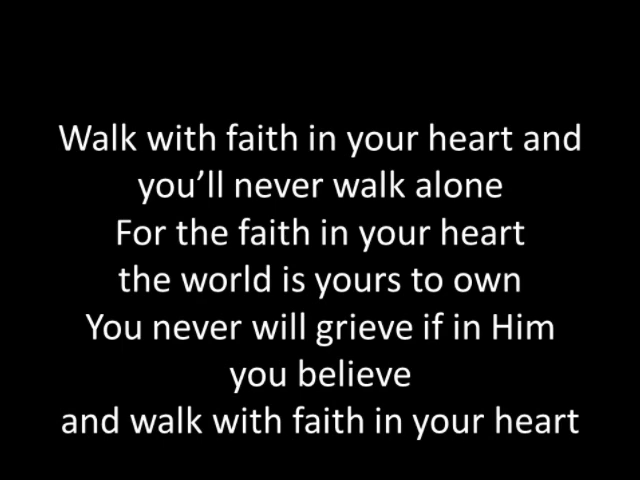 Walk with faith in your heart and
you’ll never walk alone
For the faith in your heart
the world is yours to own
You never will grieve if in Him
you believe
and walk with faith in your heart